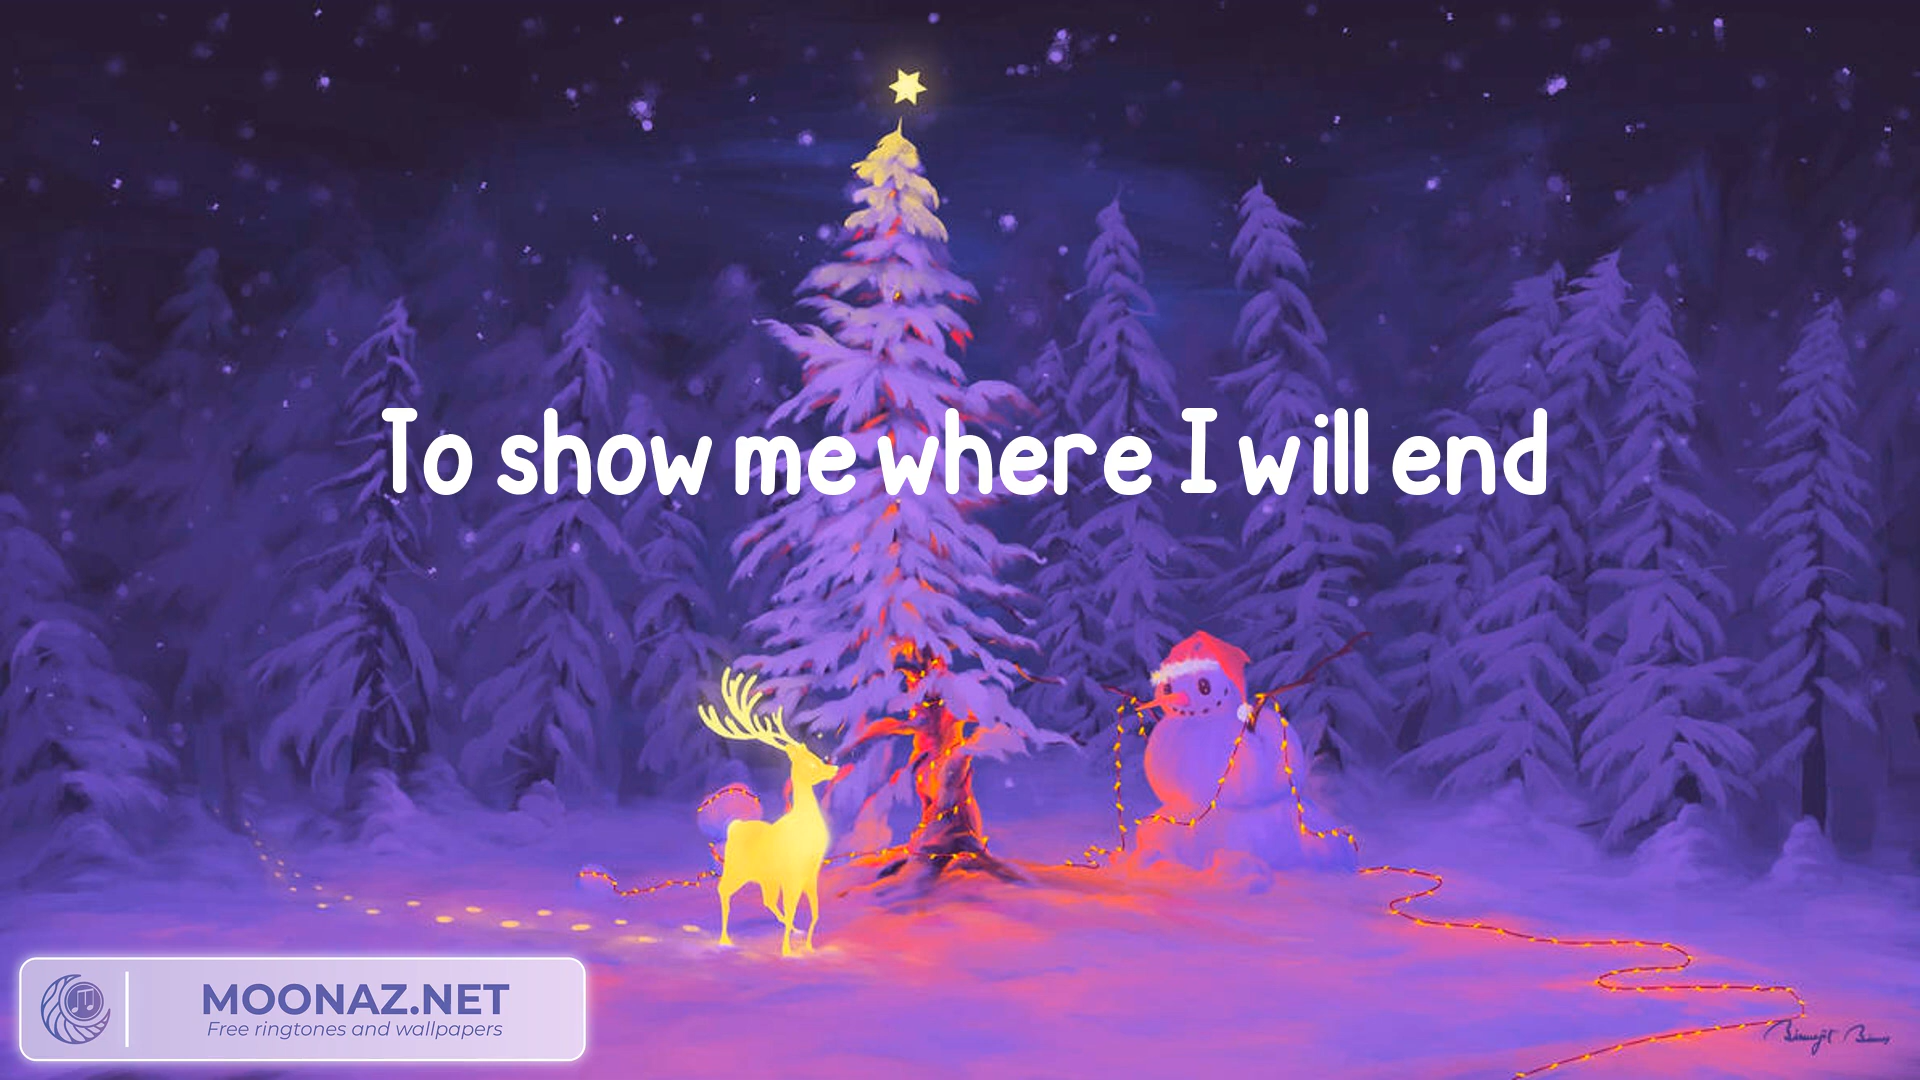 To show me where I will end
MOONAZ.NET
Free ringtones and wallpapers